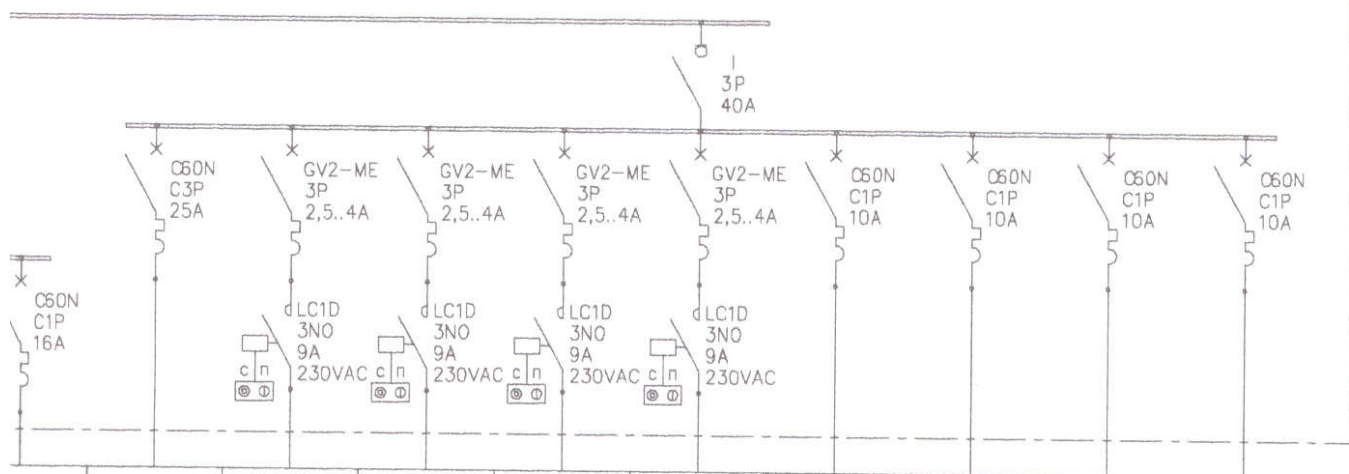 I
3P
40A
C60N
C3P
25A
GV2-ME
3P
2,5..4A
GV2-ME
3P
2,5..4A
GV2-ME
3P
2,5..4A
GV2-ME
3P
2,5..4A
C60N
C1P
10A
C60N
C1P
10A
C60N
C1P
10A
C60N
C1P
10A
C60N
C1P
16A
LC1D
3NO
9A
230VAC
c n
LC1D
3NO
9A
230VAC
c n
LC1D
3NO
9A
230VAC
c n
LC1D
3NO
9A
230VAC
c n